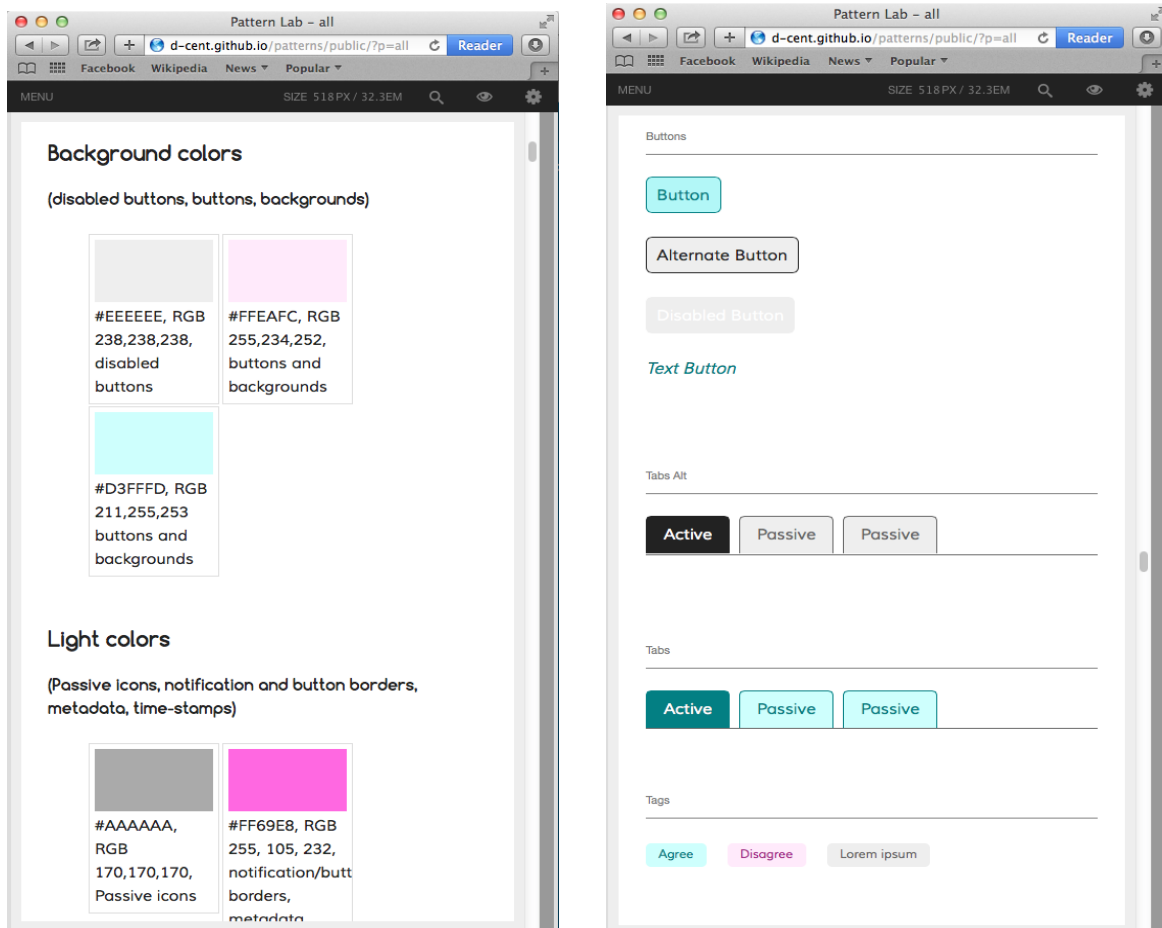 Pattern Lab – all
d-cent.github.io/patterns/public/?p=all
Reader
Facebook Wikipedia News Popular
MENU SIZE 518PX / 32.3EM
Background colors
(disabled buttons, buttons, backgrounds)
#EEEEEE, RGB
238,238,238,
disabled
buttons
#FFEAFC, RGB
255,234,252,
buttons and
backgrounds
#D3FFFD, RGB
211,255,253
buttons and
backgrounds
Light colors
(Passive icons, notification and button borders,
metadata, time-stamps)
#AAAAAA,
RGB
170,170,170,
Passive icons
#FF69E8, RGB
255, 105, 232,
notification/butt
borders,
metadata
Pattern Lab – all
d-cent.github.io/patterns/public/?p=all
Reader
Facebook Wikipedia News Popular
MENU SIZE 518PX / 32.3EM
Buttons
Button
Alternate Button
Disabled Button
Text Button
Tabs Alt
Active Passive Passive
Tabs
Active Passive Passive
Tags
Agree Disagree Lorem ipsum